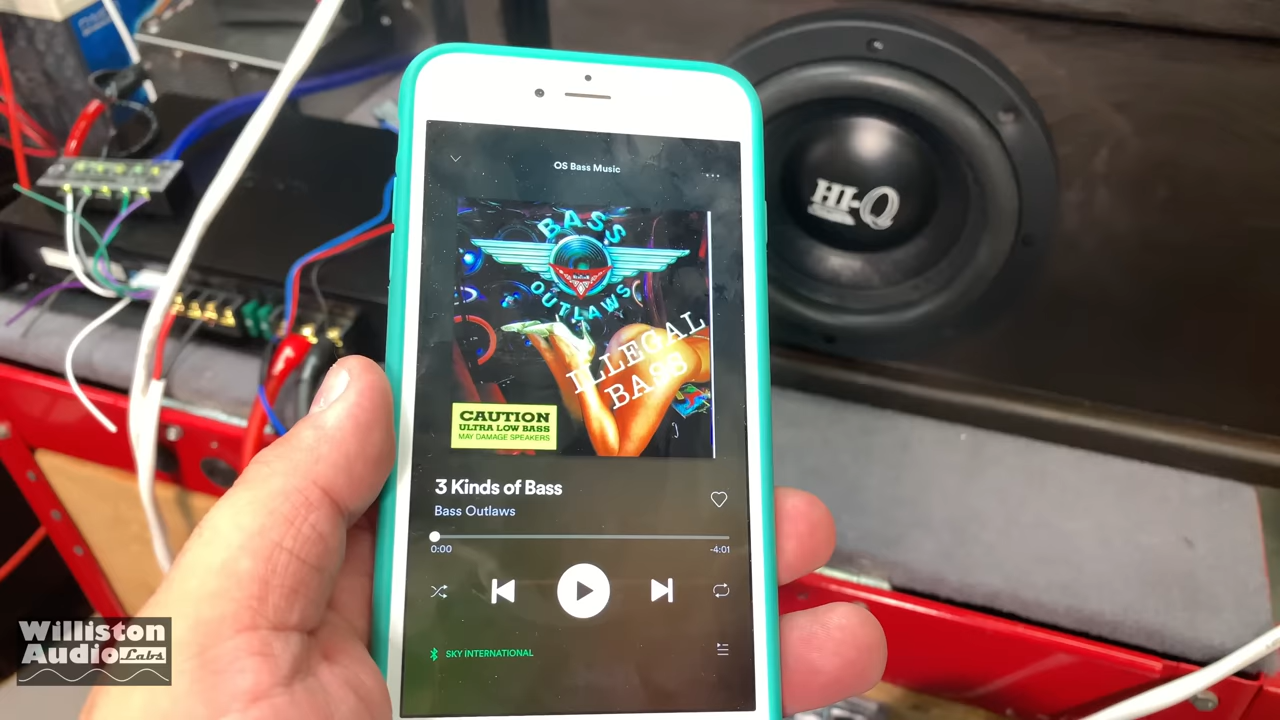 OS Bass Music
BASS
OUTLAWS
ILLEGAL
BASS
CAUTION
ULTRA LOW BASS
MAY DAMAGE SPEAKERS
3 Kinds of Bass
Bass Outlaws
0:00
-4:01
SKY INTERNATIONAL
HI-Q
Williston
Audio Labs